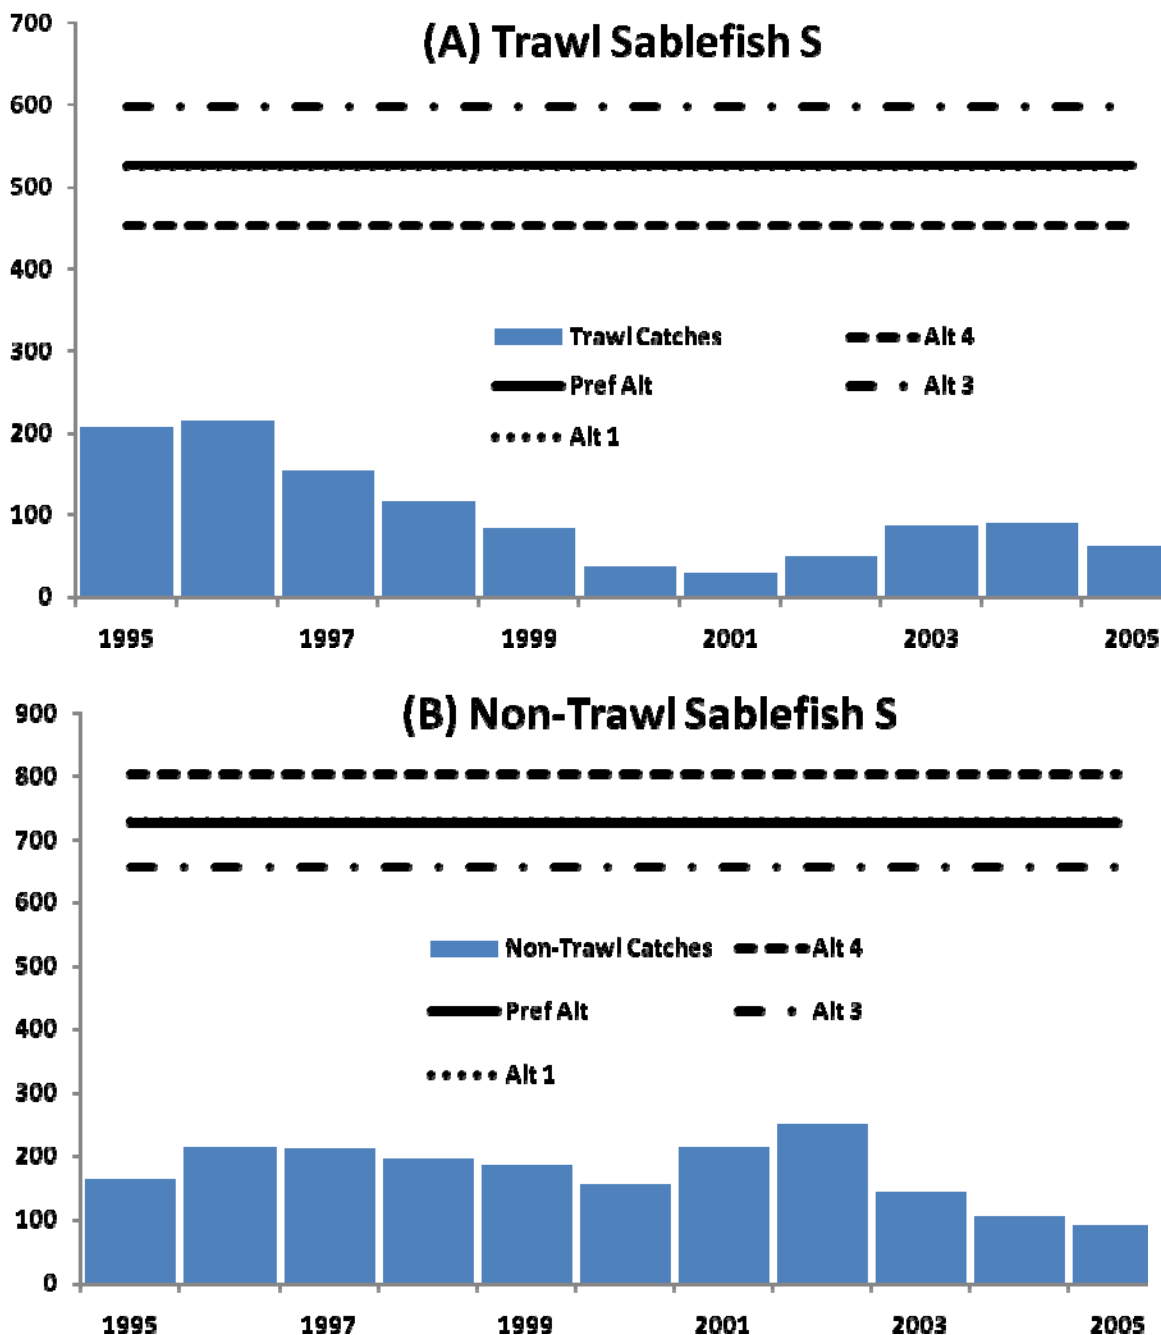 (A) Trawl Sablefish S
700
600
500
400
300
200
100
0
Trawl Catches
Alt 4
Pref Alt
Alt 3
Alt 1
1995 1997 1999 2001 2003 2005
(B) Non-Trawl Sablefish S
900
800
700
600
500
400
300
200
100
0
Non-Trawl Catches
Alt 4
Pref Alt
Alt 3
Alt 1
1995 1997 1999 2001 2003 2005